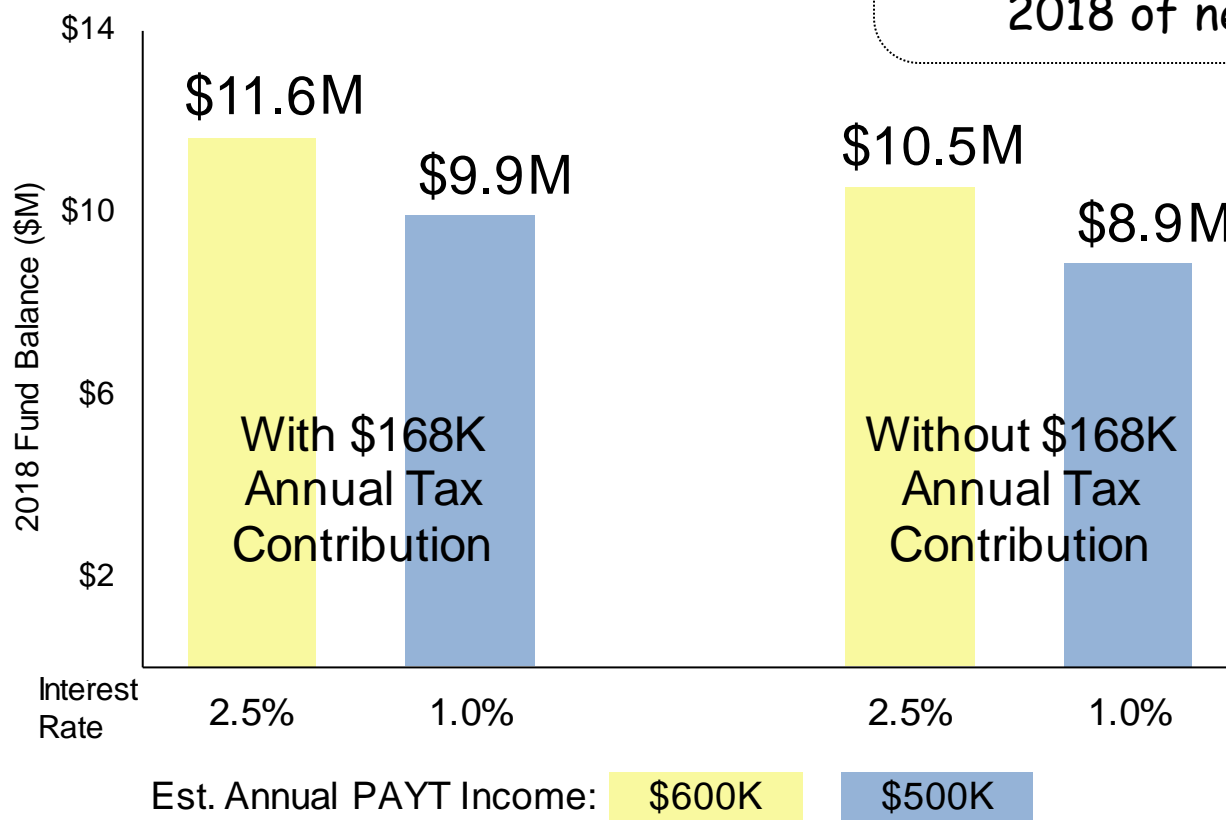 2018 of
$14
$11.6M
$9.9M
$10.5M
$8.9M
2018 Fund Balance ($M)
$10
$6
$2
With $168K
Annual Tax
Contribution
Without $168K
Annual Tax
Contribution
Interest
Rate
2.5% 1.0% 2.5% 1.0%
Est. Annual PAYT Income: $600K $500K